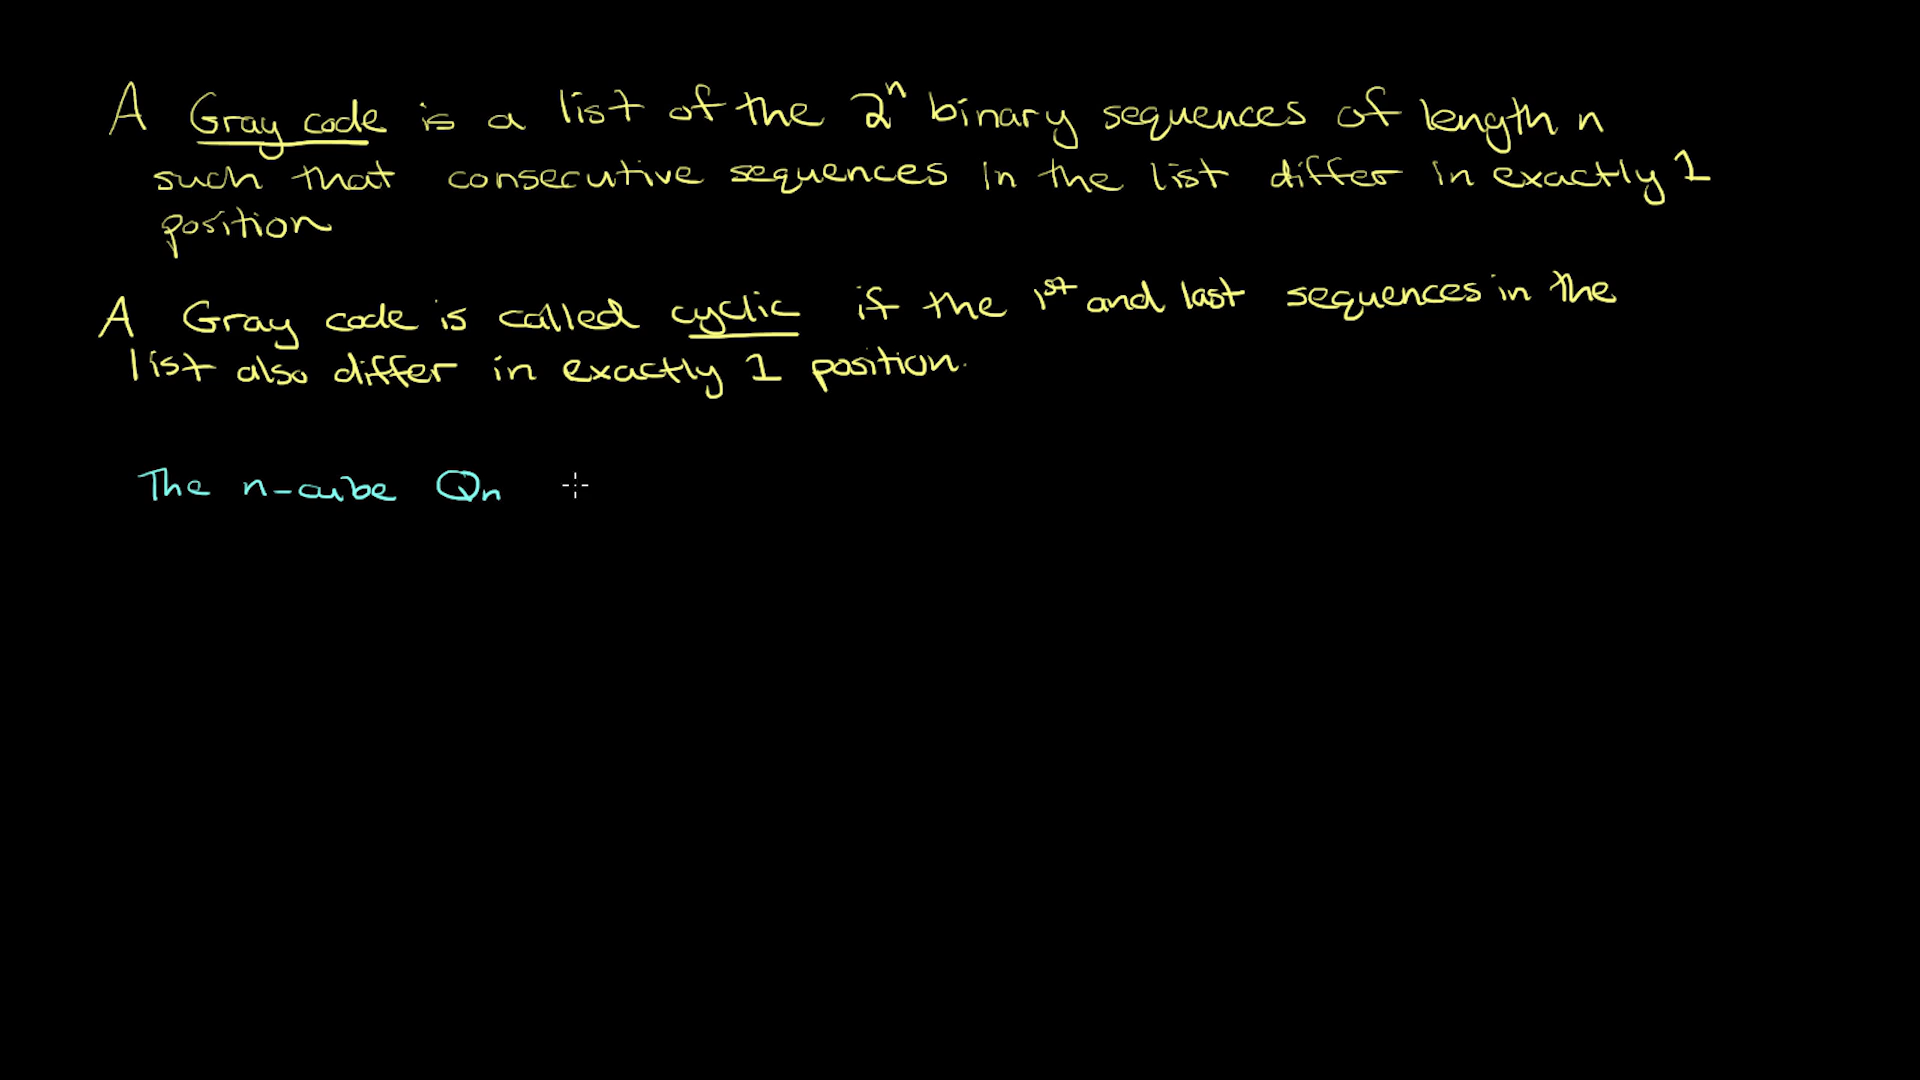 A Gray code is a list of the 2ⁿ binary sequences of length n
such that consecutive sequences in the list differ in exactly 1
position
A Gray code is called cyclic if the 1st and last sequences in the
list also differ in exactly 1 position.
The n-cube Qn